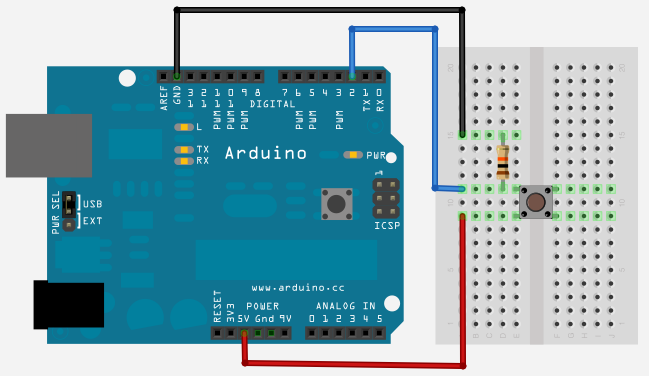 AREF
GND
13
12
11
10
9
8
7
6
5
4
3
2
TX 1
RX 0
PWM
PWM
PWM
PWM
PWM
PWM
DIGITAL
L
TX
RX
Arduino
PWR
1
ICSP
PWR SEL
USB
EXT
www.arduino.cc
POWER
ANALOG IN
RESET
3V3
5V
Gnd
9V
0 1 2 3 4 5